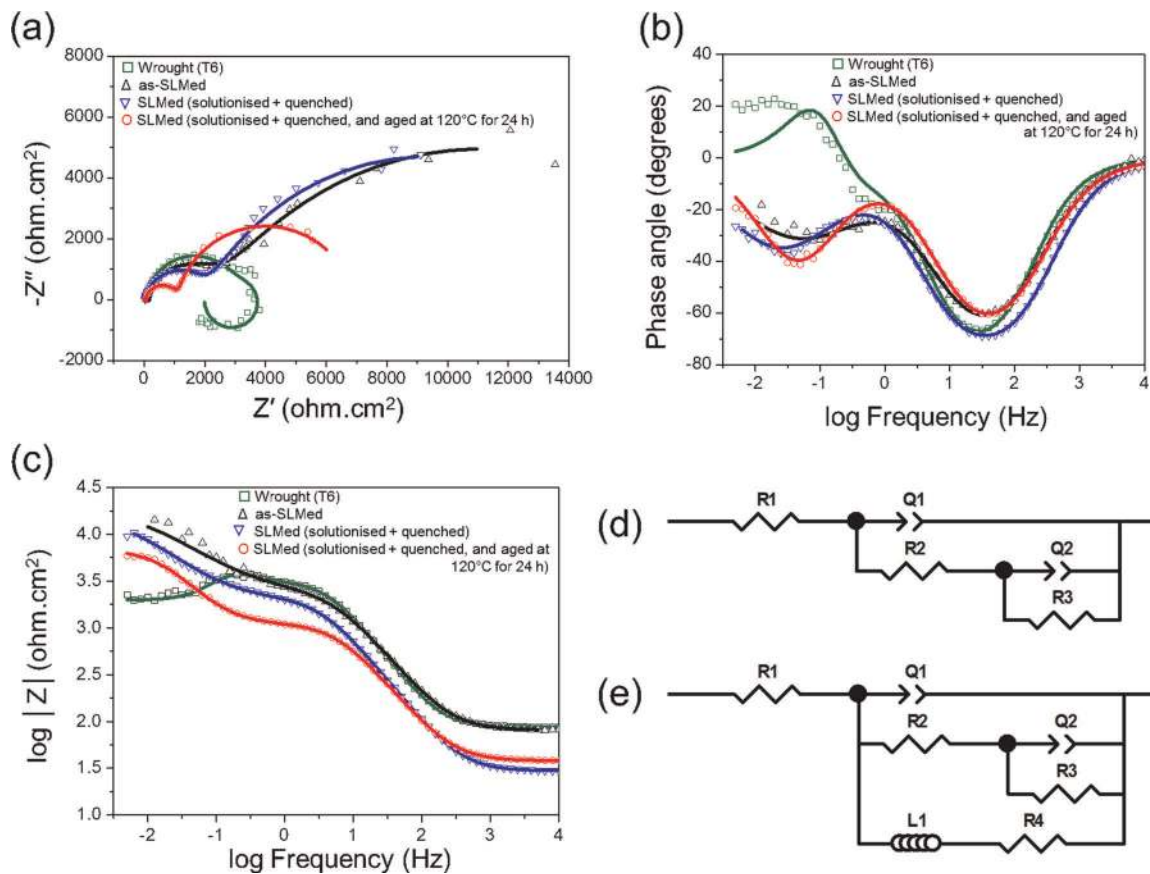 (a)
8000
6000
4000
2000
0
-2000
-Z″ (ohm.cm²)
Wrought (T6)
as-SLMed
SLMed (solutionised + quenched)
SLMed (solutionised + quenched, and aged at 120°C for 24 h)
0 2000 4000 6000 8000 10000 12000 14000
Z′ (ohm.cm²)
(b)
40
20
0
-20
-40
-60
-80
Phase angle (degrees)
Wrought (T6)
as-SLMed
SLMed (solutionised + quenched)
SLMed (solutionised + quenched, and aged
at 120°C for 24 h)
-2 -1 0 1 2 3 4
log Frequency (Hz)
(c)
4.5
4.0
3.5
3.0
2.5
2.0
1.5
1.0
log |Z| (ohm.cm²)
Wrought (T6)
as-SLMed
SLMed (solutionised + quenched)
SLMed (solutionised + quenched, and aged at
120°C for 24 h)
-2 -1 0 1 2 3 4
log Frequency (Hz)
(d)
R1 Q1
R2 Q2
R3
(e)
R1 Q1
R2 Q2
R3
L1 R4